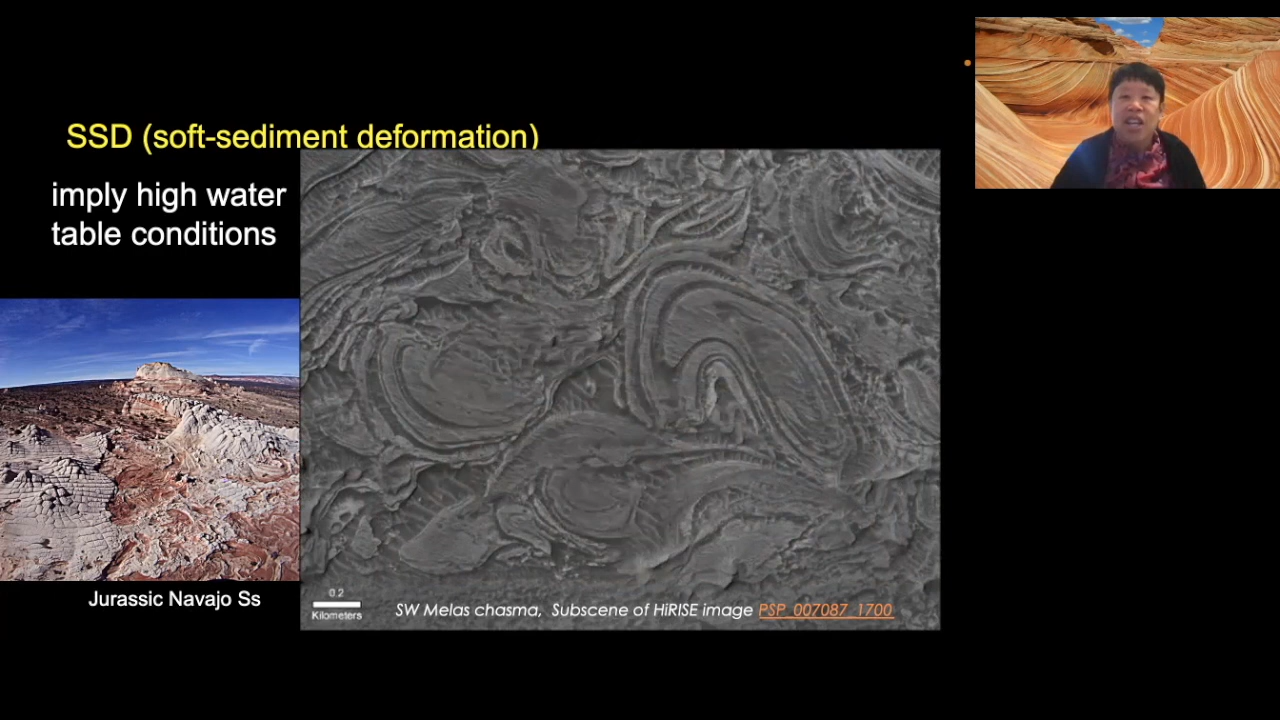 SSD (soft-sediment deformation)
imply high water
table conditions
Jurassic Navajo Ss
0.2
Kilometers
SW Melas chasma, Subscene of HiRISE image PSP_007087_1700